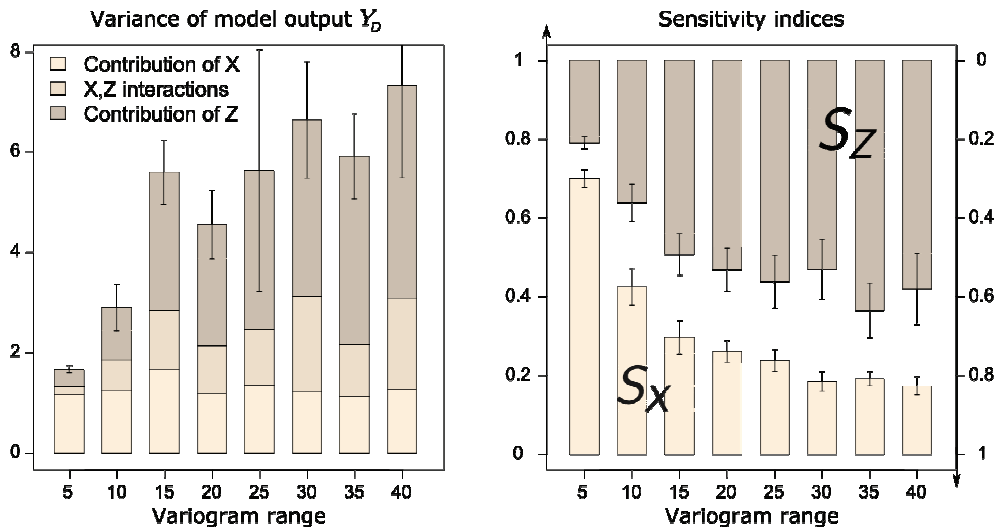 Variance of model output Y_D
8
6
4
2
0
Contribution of X
X,Z interactions
Contribution of Z
5 10 15 20 25 30 35 40
Variogram range
Sensitivity indices
1
0.8
0.6
0.4
0.2
0
0
0.2
0.4
0.6
0.8
1
S_Z
S_X
5 10 15 20 25 30 35 40
Variogram range